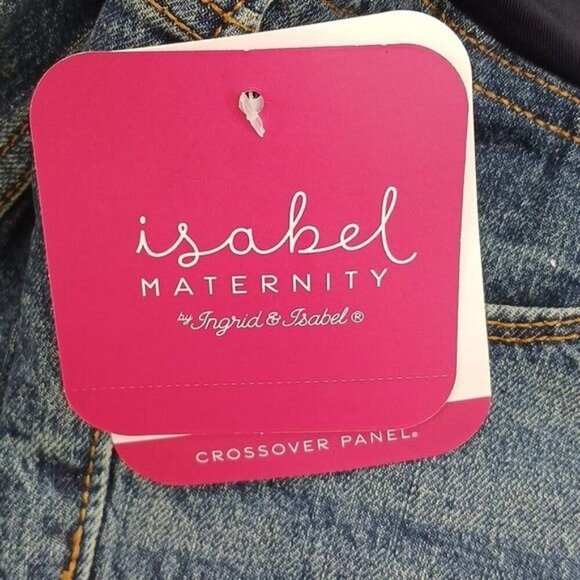 isabel
MATERNITY
by Ingrid & Isabel®
CROSSOVER PANEL®